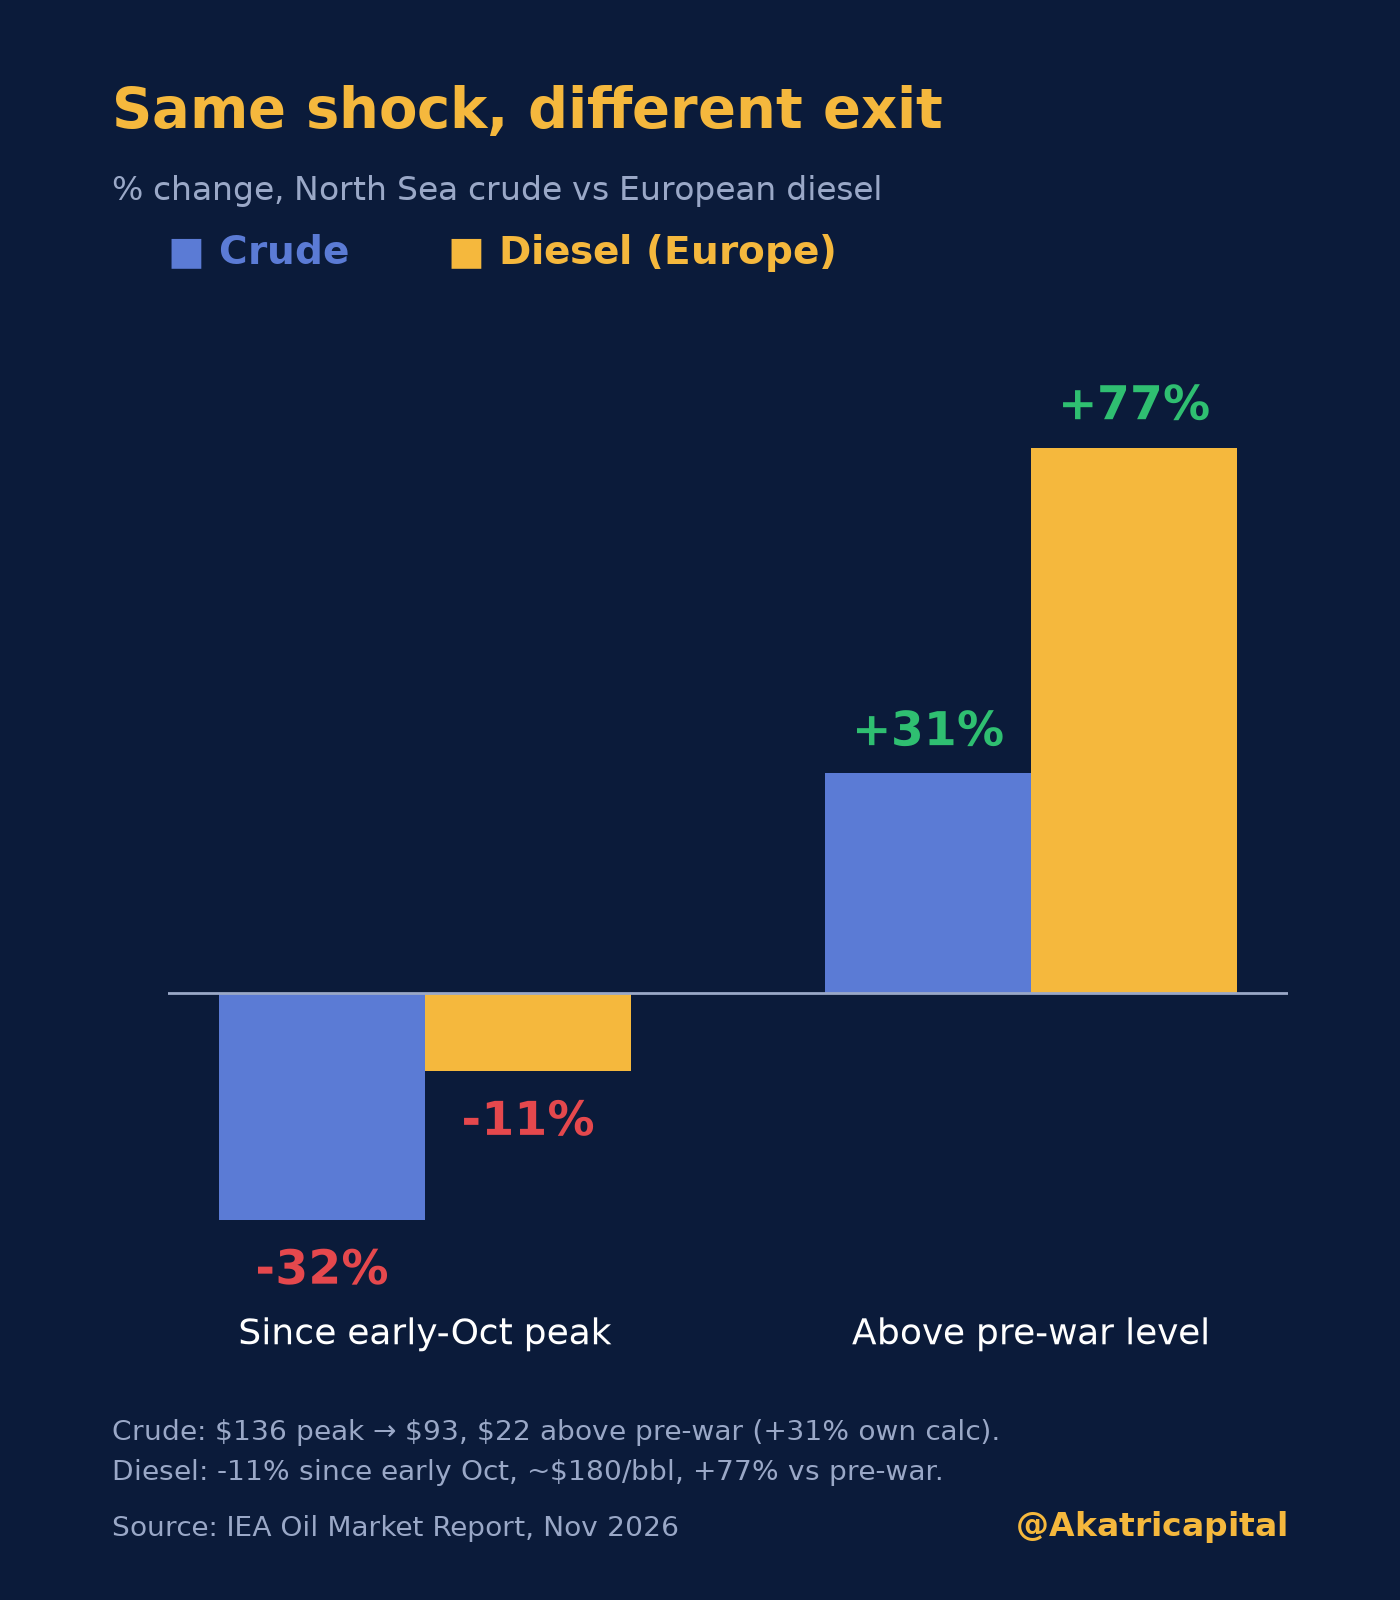 Same shock, different exit
% change, North Sea crude vs European diesel
■ Crude ■ Diesel (Europe)
+77%
+31%
-11%
-32%
Since early-Oct peak Above pre-war level
Crude: $136 peak → $93, $22 above pre-war (+31% own calc).
Diesel: -11% since early Oct, ~$180/bbl, +77% vs pre-war.
Source: IEA Oil Market Report, Nov 2026 @Akatricapital